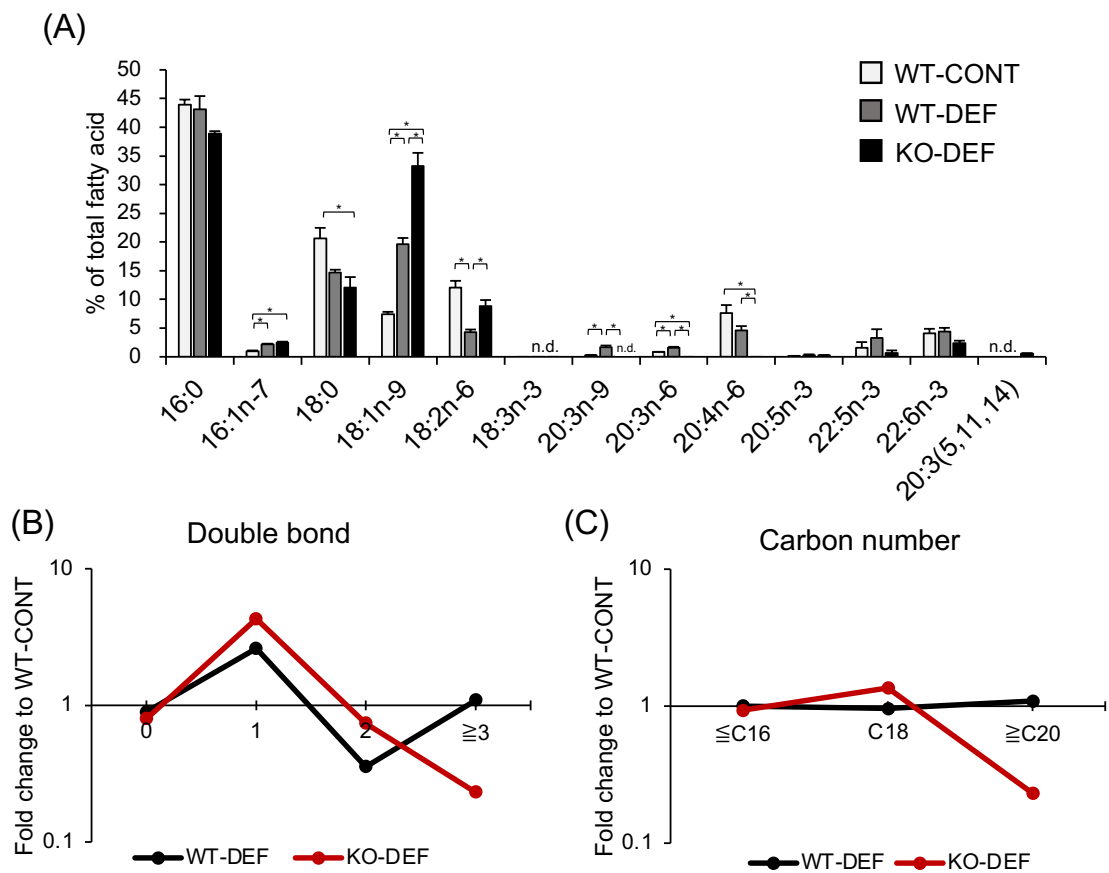 (A)
% of total fatty acid
50
45
40
35
30
25
20
15
10
5
0
WT-CONT
WT-DEF
KO-DEF
*
* *
*
*
* *
* *
n.d.
* *
n.d.
*
* *
*
*
n.d.
16:0
16:1n-7
18:0
18:1n-9
18:2n-6
18:3n-3
20:3n-9
20:3n-6
20:4n-6
20:5n-3
22:5n-3
22:6n-3
20:3(5, 11, 14)
(B)
Double bond
Fold change to WT-CONT
10
1
0.1
0
1
2
≧3
WT-DEF
KO-DEF
(C)
Carbon number
Fold change to WT-CONT
10
1
0.1
≦C16
C18
≧C20
WT-DEF
KO-DEF